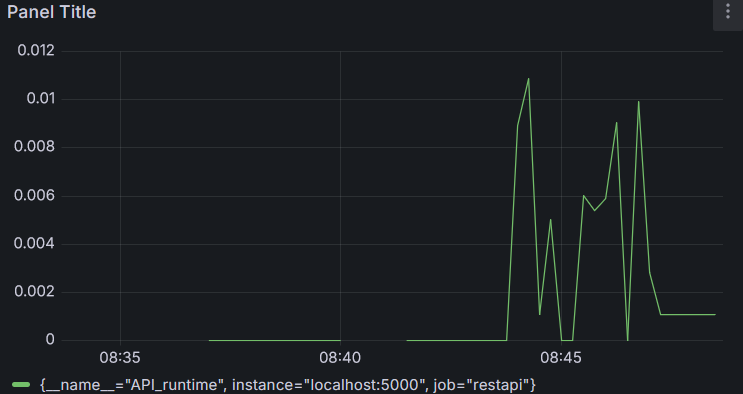 Panel Title
0.012
0.01
0.008
0.006
0.004
0.002
0
08:35 08:40 08:45
{__name__="API_runtime", instance="localhost:5000", job="restapi"}